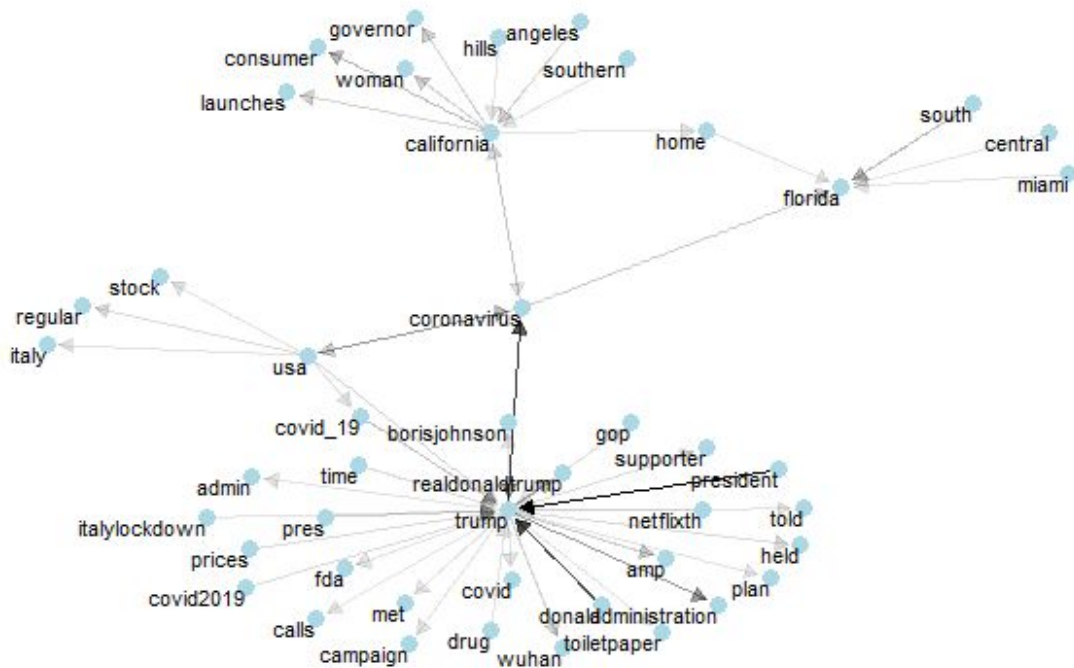 governor
hills
angeles
consumer
woman
southern
launches
california
home
south
central
miami
florida
stock
regular
italy
coronavirus
usa
covid_19
borisjohnson
gop
supporter
time
realdonaldtrump
president
admin
italylockdown
pres
trump
netflixth
told
prices
held
fda
amp
plan
covid2019
covid
met
donald
administration
calls
drug
toiletpaper
campaign
wuhan